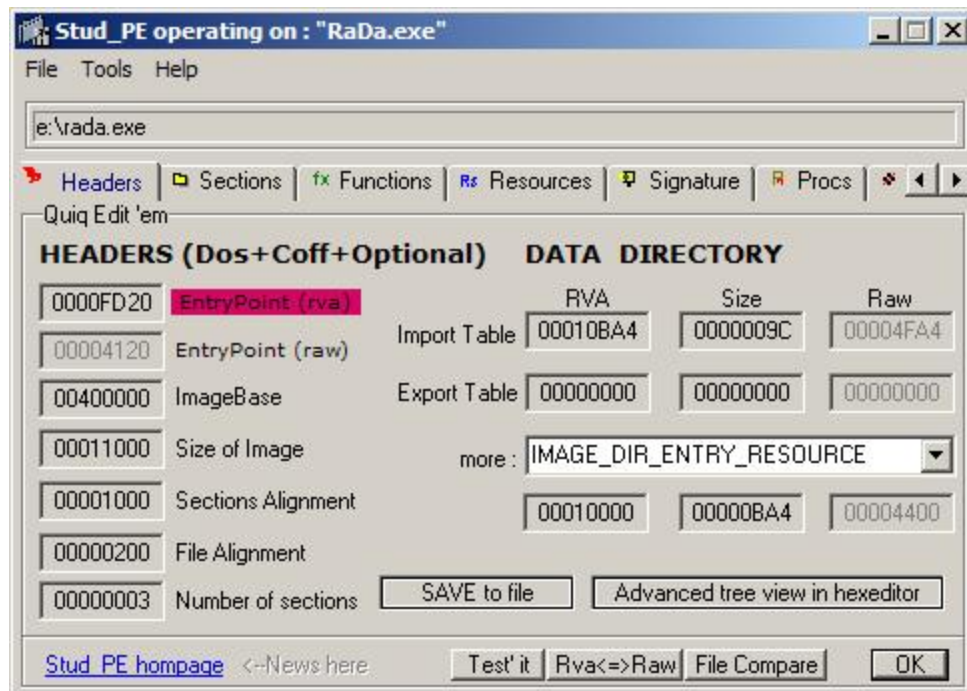 Stud_PE operating on : "RaDa.exe"
File Tools Help
e:\rada.exe
Headers Sections fx Functions Rs Resources Signature Procs
Quiq Edit 'em
HEADERS (Dos+Coff+Optional) DATA DIRECTORY
RVA Size Raw
0000FD20 EntryPoint (rva)
Import Table 00010BA4 0000009C 00004FA4
00004120 EntryPoint (raw)
00400000 ImageBase
Export Table 00000000 00000000 00000000
00011000 Size of Image
more : IMAGE_DIR_ENTRY_RESOURCE
00001000 Sections Alignment
00010000 00000BA4 00004400
00000200 File Alignment
00000003 Number of sections
SAVE to file Advanced tree view in hexeditor
Stud_PE hompage <--News here Test' it Rva<=>Raw File Compare OK